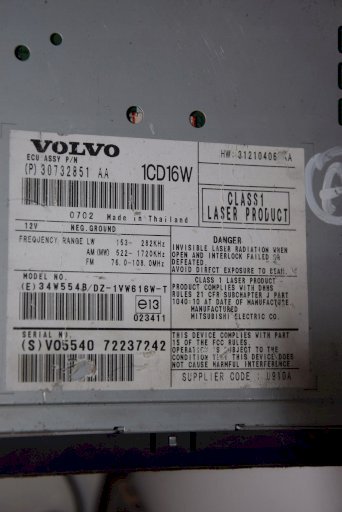 VOLVO
ECU ASSY P/N
(P) 30732851 AA
1CD16W
HW: 31210406
CLASS1
LASER PRODUCT
0702 Made in Thailand
12V NEG.GROUND
FREQUENCY RANGE LW 153- 282KHz
AM(MW) 522- 1720KHz
FM 76.0-108.0MHz
DANGER
INVISIBLE LASER RADIATION WHEN
OPEN AND INTERLOCK FAILED OR
DEFEATED.
AVOID DIRECT EXPOSURE TO BEAM.
MODEL NO.
(E)34W554B/DZ-1VW616W-T
e13
023411
CLASS 1 LASER PRODUCT
PRODUCT COMPLIES WITH DHHS
RULES 21 CFR SUBCHAPTER J PART
1040-10 AT DATE OF MANUFACTURE.
MANUFACTURED
MITSUBISHI ELECTRIC CO.
SERIAL NO.
(S)V05540 72237242
THIS DEVICE COMPLIES WITH PART
15 OF THE FCC RULES.
OPERATION IS SUBJECT TO THE
CONDITION THAT THIS DEVICE DOES
NOT CAUSE HARMFUL INTERFERENCE.
SUPPLIER CODE :